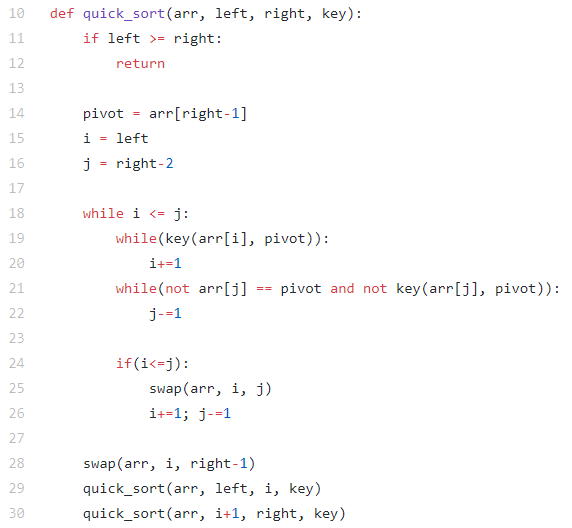 10 def quick_sort(arr, left, right, key):
11     if left >= right:
12         return
13
14     pivot = arr[right-1]
15     i = left
16     j = right-2
17
18     while i <= j:
19         while(key(arr[i], pivot)):
20             i+=1
21         while(not arr[j] == pivot and not key(arr[j], pivot)):
22             j-=1
23
24         if(i<=j):
25             swap(arr, i, j)
26             i+=1; j-=1
27
28     swap(arr, i, right-1)
29     quick_sort(arr, left, i, key)
30     quick_sort(arr, i+1, right, key)